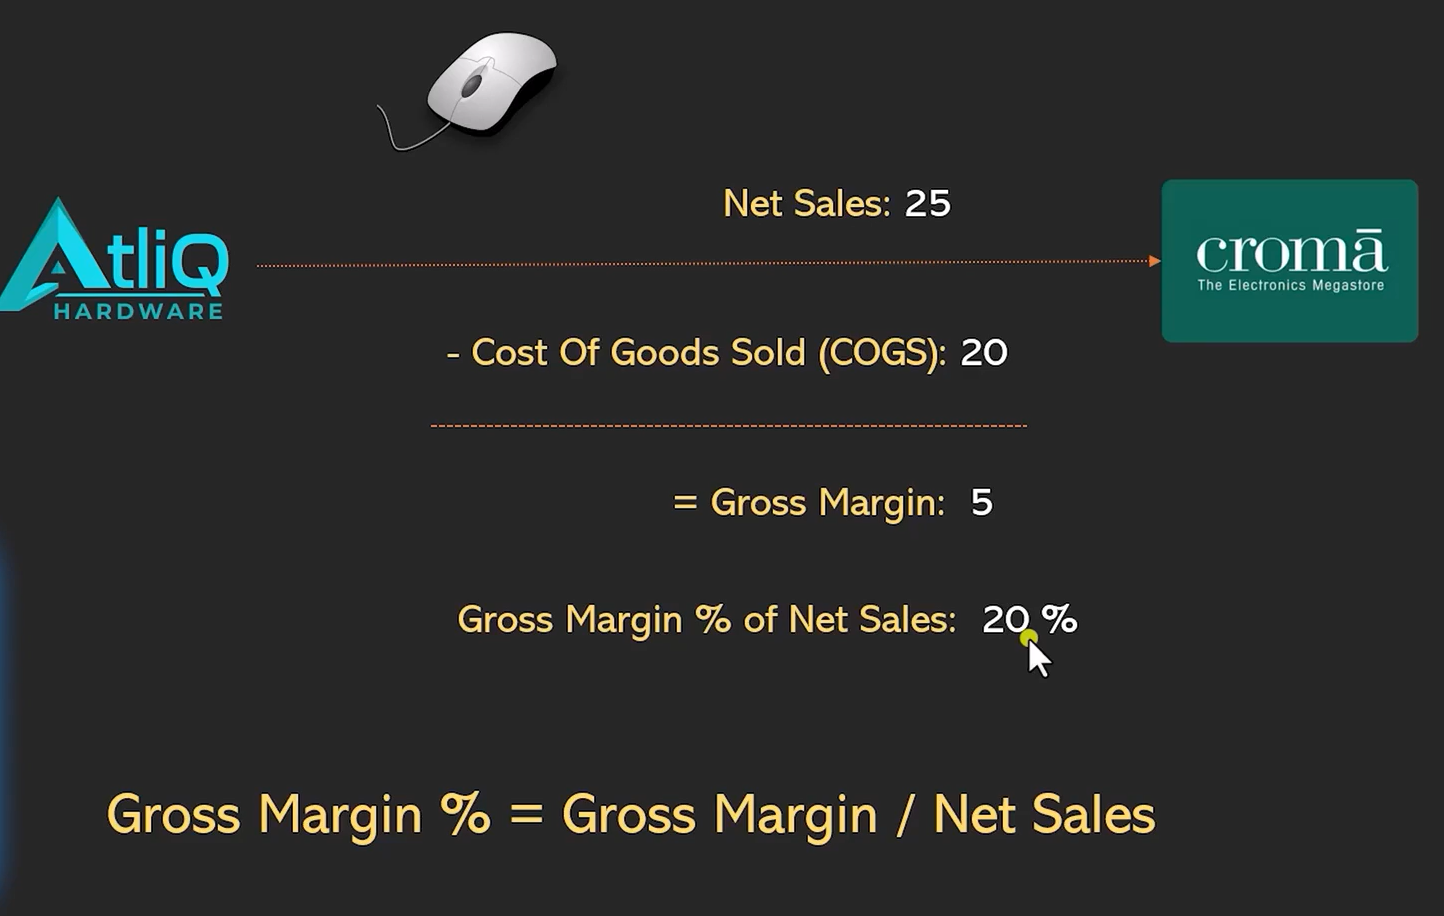 Net Sales: 25
AtliQ
HARDWARE
cromā
The Electronics Megastore
- Cost Of Goods Sold (COGS): 20
= Gross Margin: 5
Gross Margin % of Net Sales: 20 %
Gross Margin % = Gross Margin / Net Sales